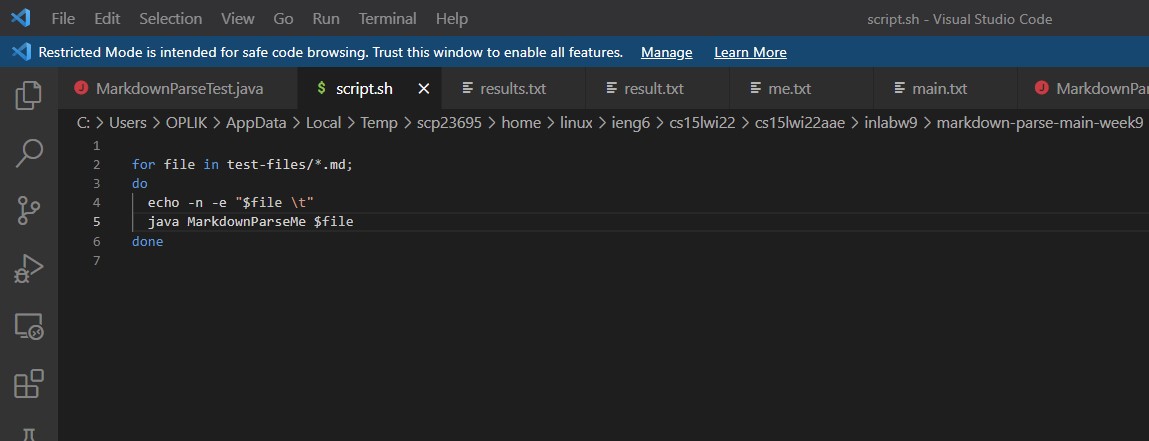 File Edit Selection View Go Run Terminal Help script.sh - Visual Studio Code
Restricted Mode is intended for safe code browsing. Trust this window to enable all features. Manage Learn More
J MarkdownParseTest.java $ script.sh × results.txt result.txt me.txt main.txt J MarkdownPar
C: > Users > OPLIK > AppData > Local > Temp > scp23695 > home > linux > ieng6 > cs15lwi22 > cs15lwi22aae > inlabw9 > markdown-parse-main-week9
1
2 for file in test-files/*.md;
3 do
4 echo -n -e "$file \t"
5 java MarkdownParseMe $file
6 done
7